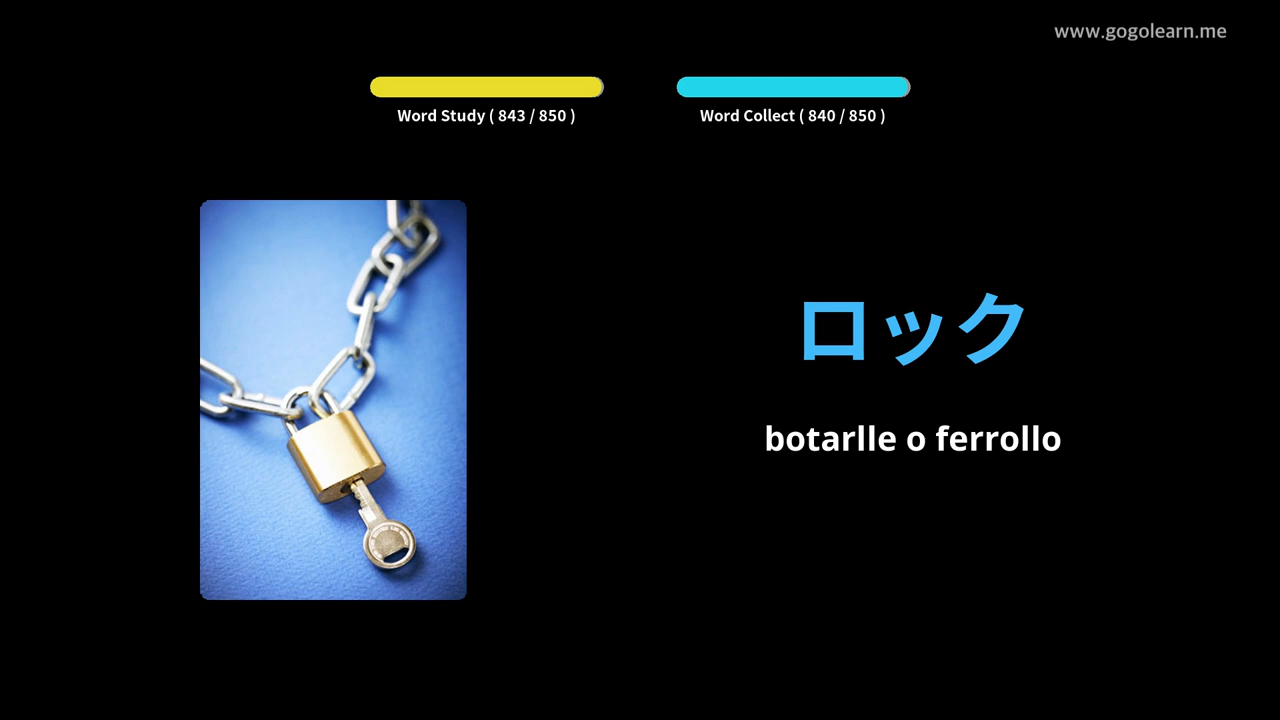 www.gogolearn.me
Word Study ( 843 / 850 )
Word Collect ( 840 / 850 )
ロック
botarlle o ferrollo